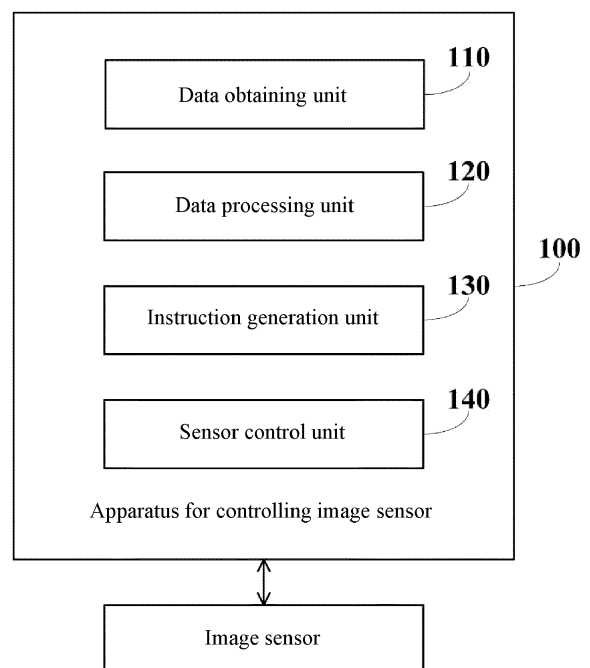 110
Data obtaining unit
120
Data processing unit
100
130
Instruction generation unit
140
Sensor control unit
Apparatus for controlling image sensor
Image sensor